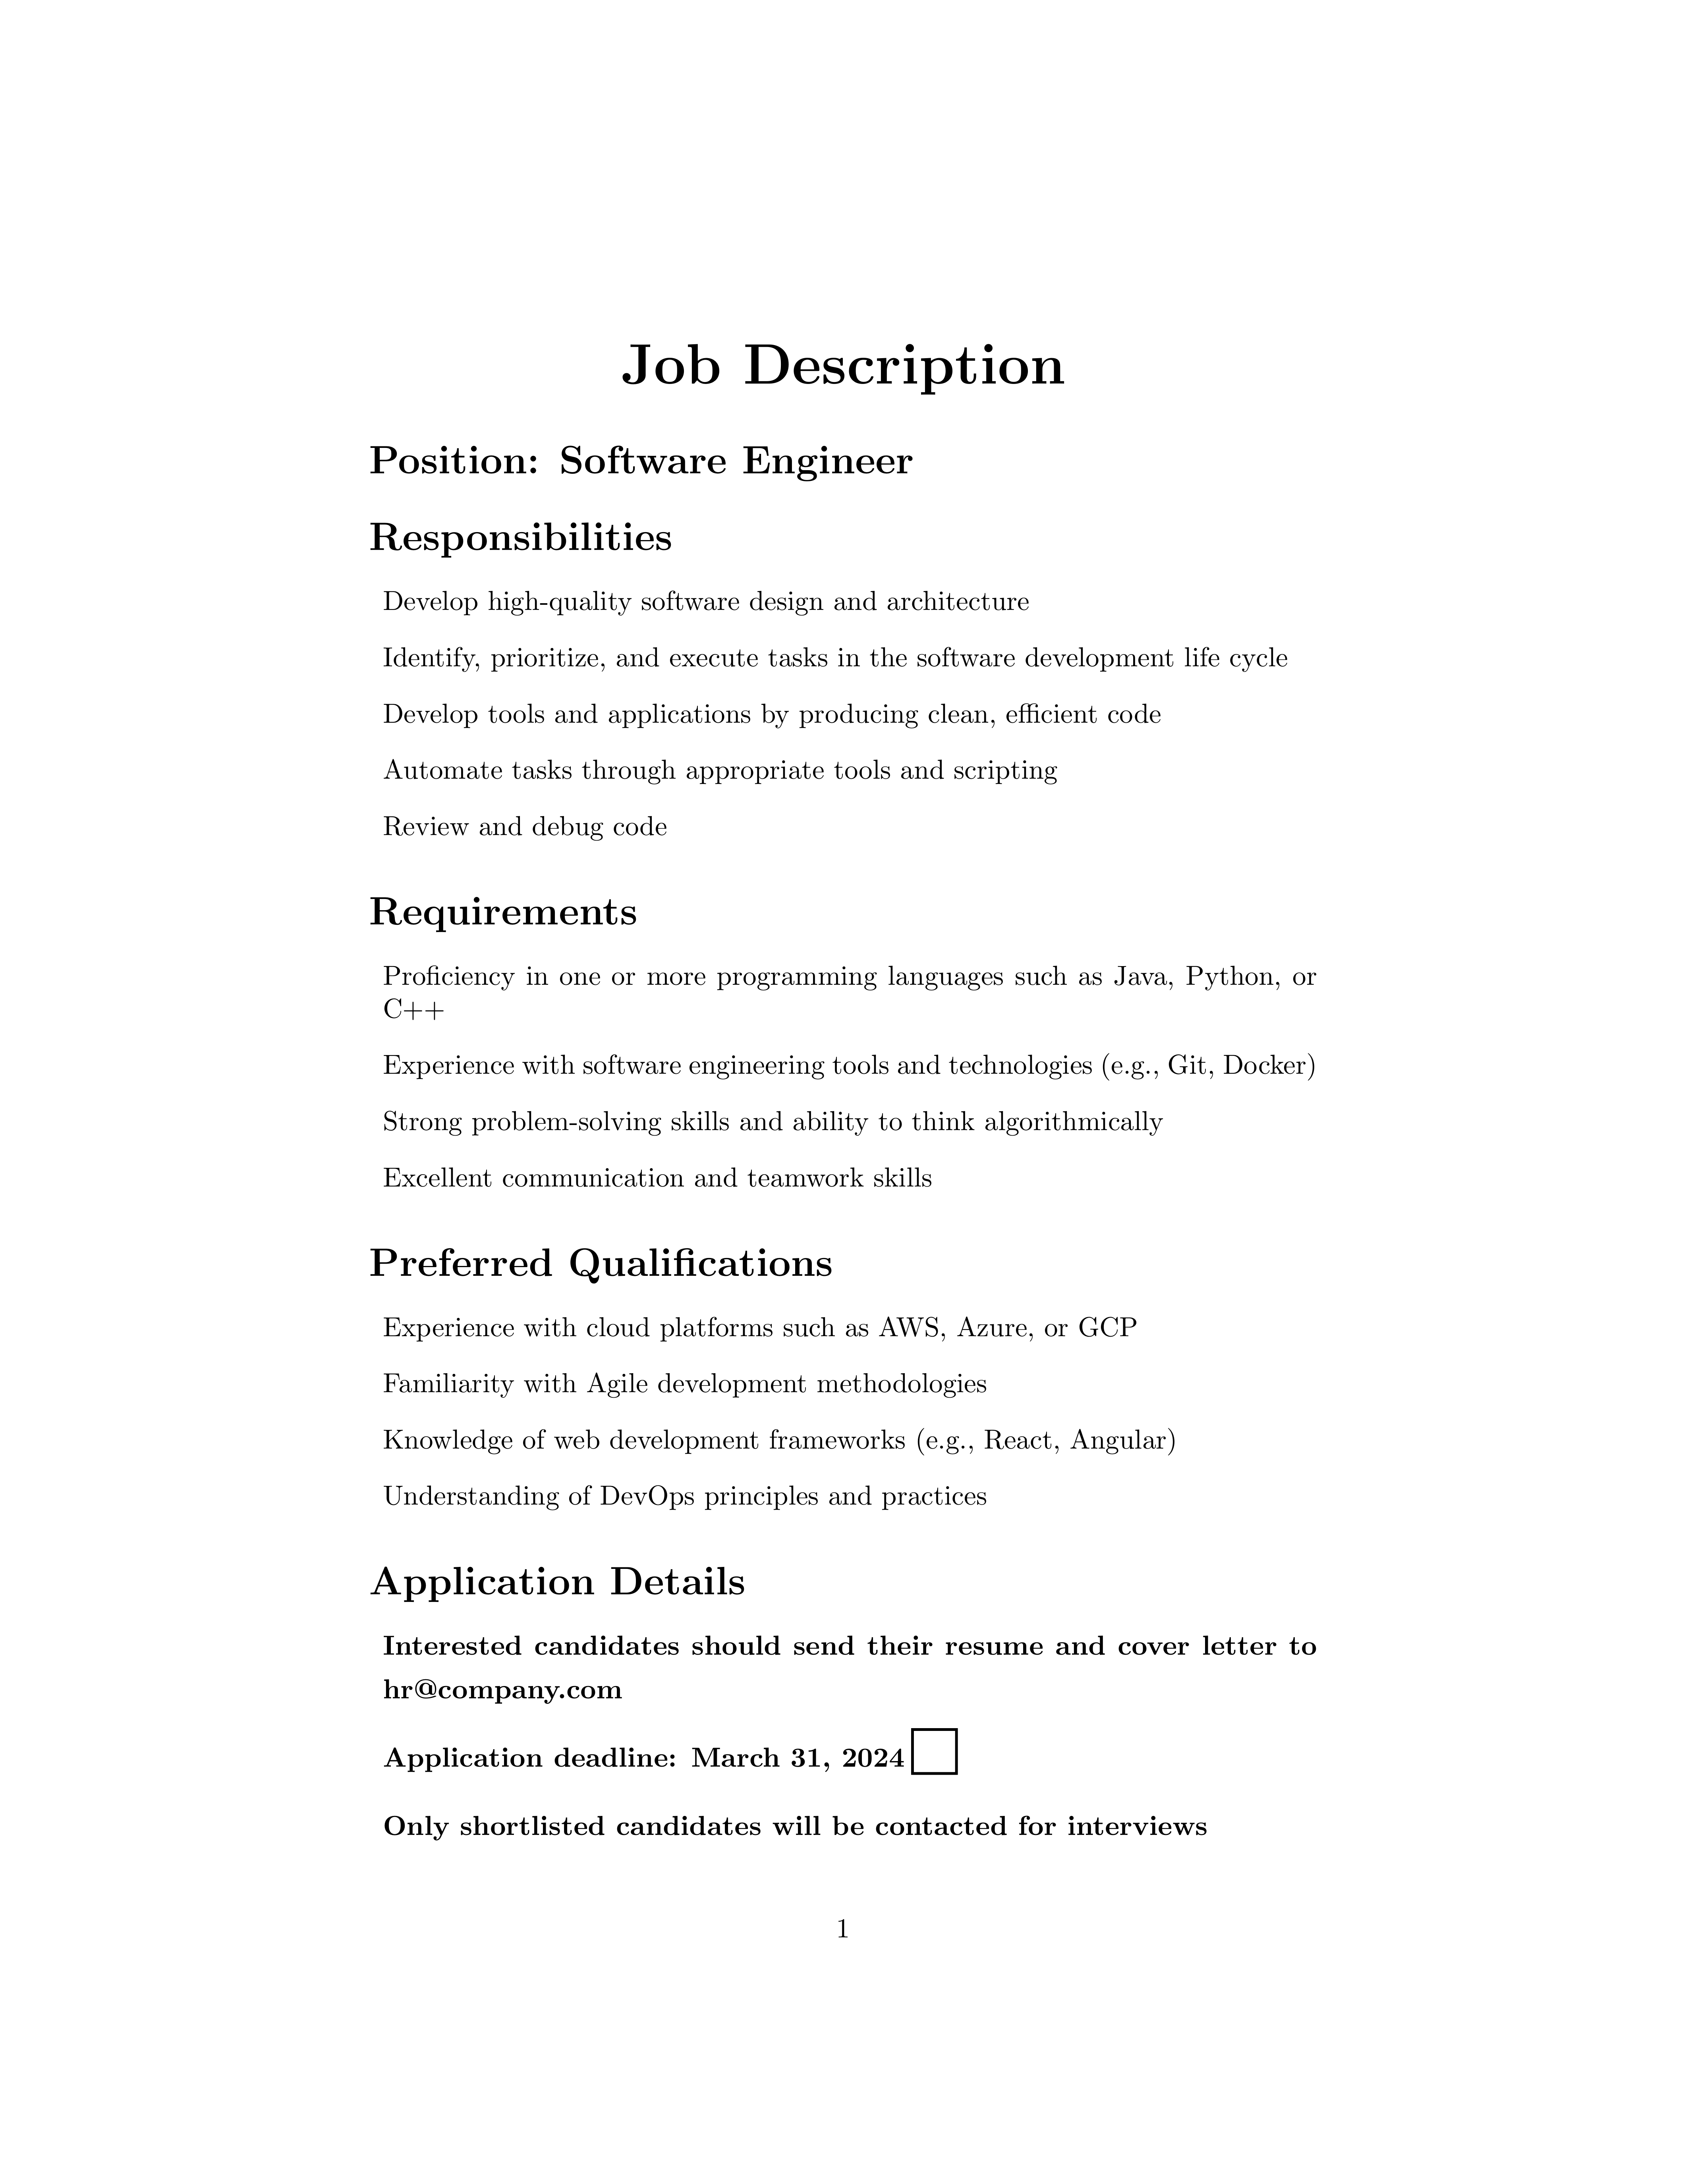 Job Description
Position: Software Engineer
Responsibilities
Develop high-quality software design and architecture
Identify, prioritize, and execute tasks in the software development life cycle
Develop tools and applications by producing clean, efficient code
Automate tasks through appropriate tools and scripting
Review and debug code
Requirements
Proficiency in one or more programming languages such as Java, Python, or
C++
Experience with software engineering tools and technologies (e.g., Git, Docker)
Strong problem-solving skills and ability to think algorithmically
Excellent communication and teamwork skills
Preferred Qualifications
Experience with cloud platforms such as AWS, Azure, or GCP
Familiarity with Agile development methodologies
Knowledge of web development frameworks (e.g., React, Angular)
Understanding of DevOps principles and practices
Application Details
Interested candidates should send their resume and cover letter to
hr@company.com
Application deadline: March 31, 2024
Only shortlisted candidates will be contacted for interviews
1